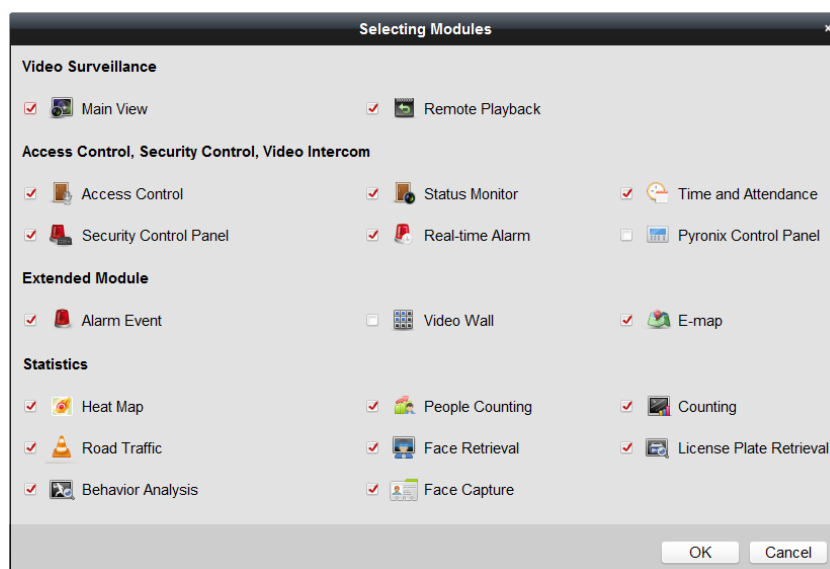 Selecting Modules
Video Surveillance
Main View Remote Playback
Access Control, Security Control, Video Intercom
Access Control Status Monitor Time and Attendance
Security Control Panel Real-time Alarm Pyronix Control Panel
Extended Module
Alarm Event Video Wall E-map
Statistics
Heat Map People Counting Counting
Road Traffic Face Retrieval License Plate Retrieval
Behavior Analysis Face Capture
OK Cancel